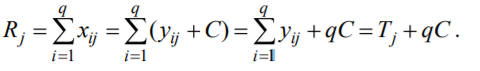 R_j = \sum_{i=1}^{q} x_{ij} = \sum_{i=1}^{q} (y_{ij} + C) = \sum_{i=1}^{q} y_{ij} + qC = T_j + qC .